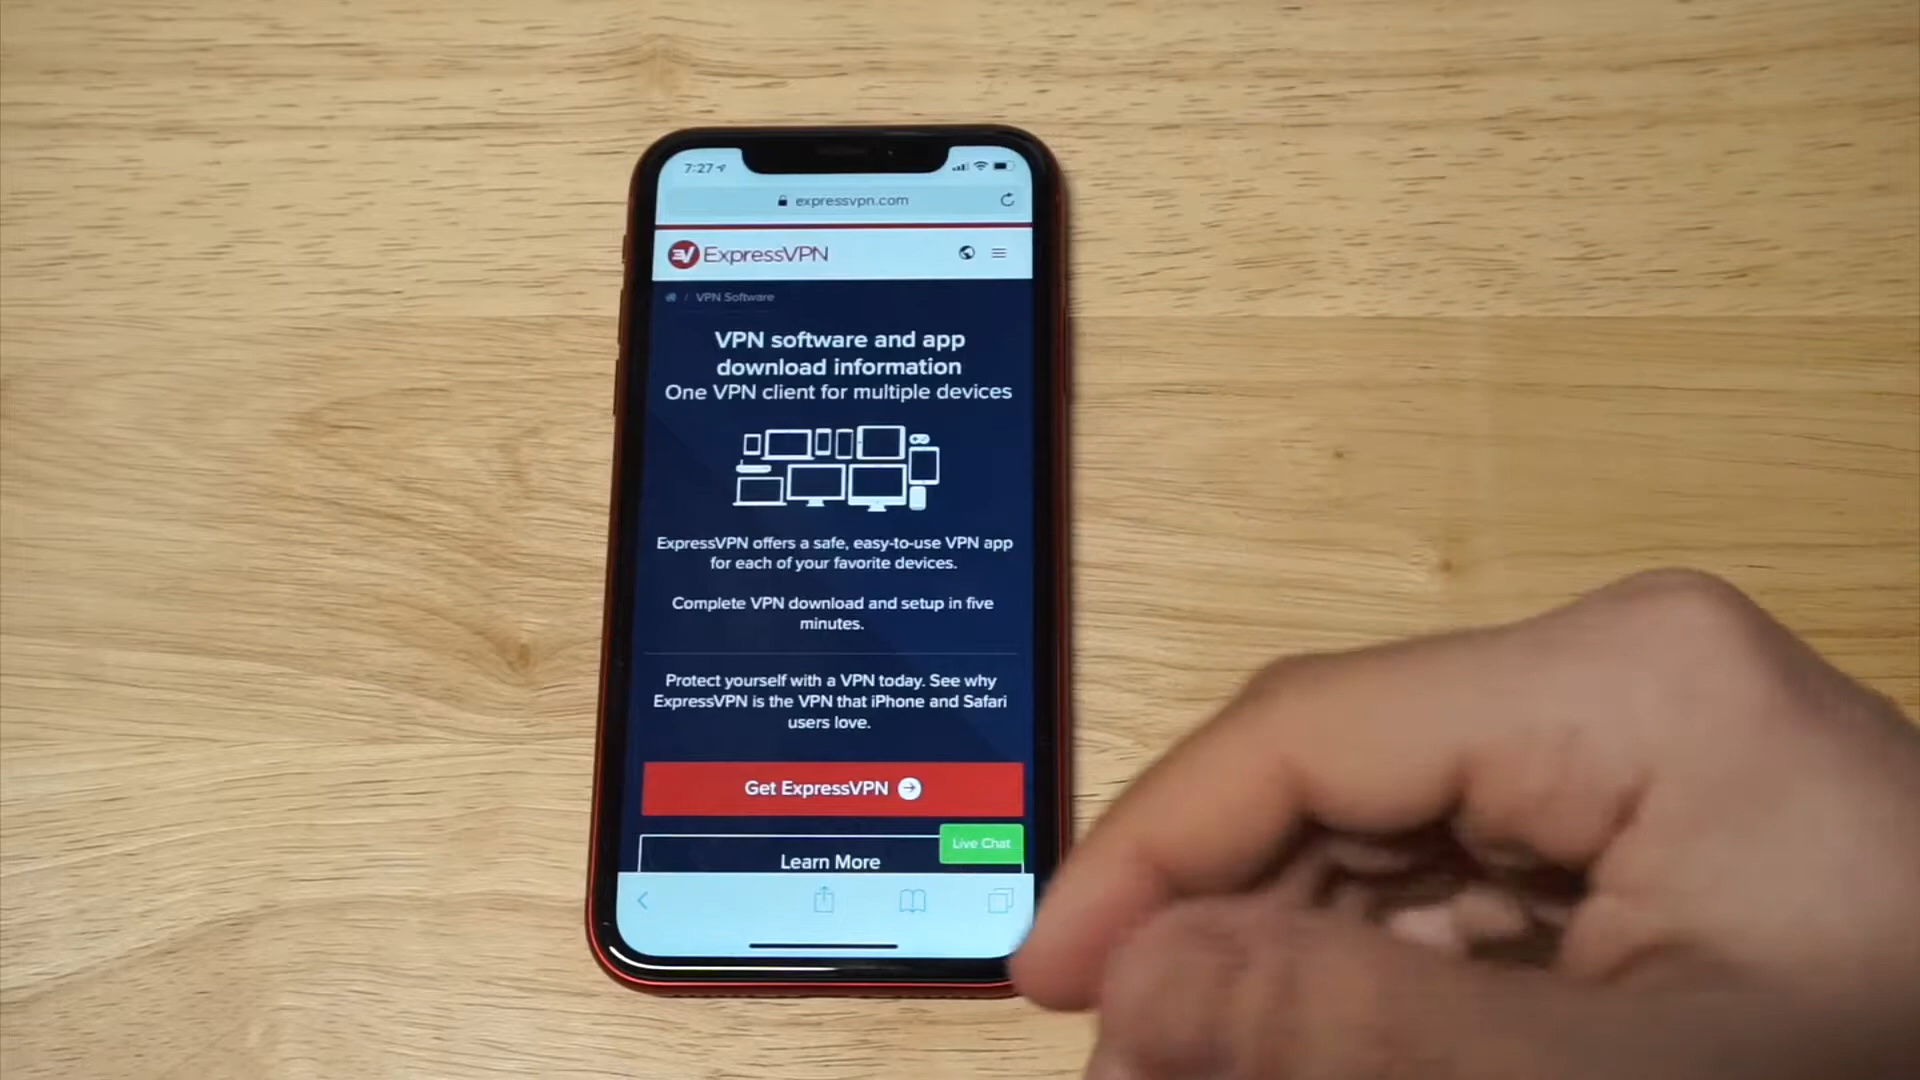 7:27
expressvpn.com
ExpressVPN
/ VPN Software
VPN software and app
download information
One VPN client for multiple devices
ExpressVPN offers a safe, easy-to-use VPN app
for each of your favorite devices.
Complete VPN download and setup in five
minutes.
Protect yourself with a VPN today. See why
ExpressVPN is the VPN that iPhone and Safari
users love.
Get ExpressVPN
Live Chat
Learn More